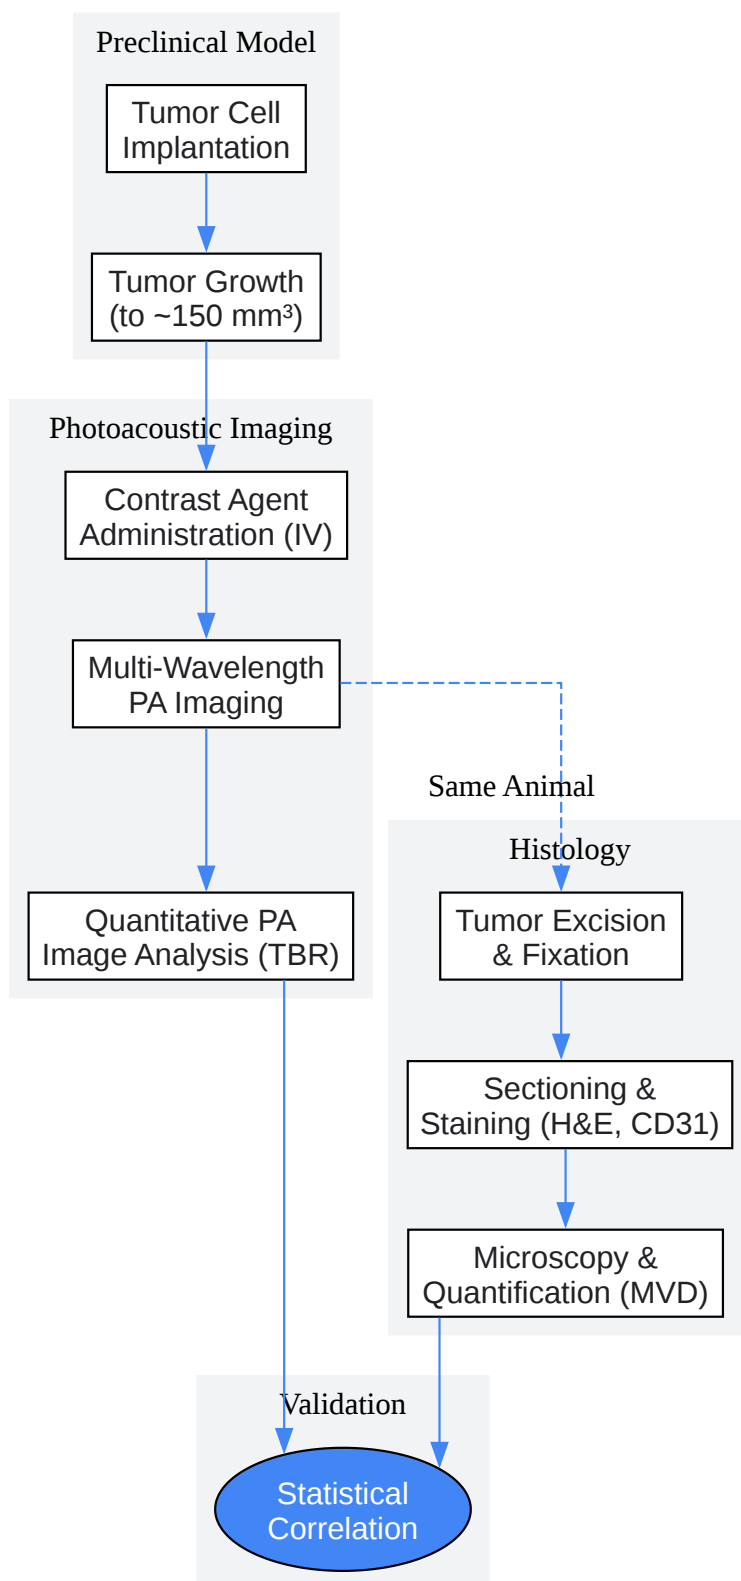 Preclinical Model
Tumor Cell
Implantation
Tumor Growth
(to ~150 mm³)
Photoacoustic Imaging
Contrast Agent
Administration (IV)
Multi-Wavelength
PA Imaging
Same Animal
Histology
Quantitative PA
Image Analysis (TBR)
Tumor Excision
& Fixation
Sectioning &
Staining (H&E, CD31)
Microscopy &
Quantification (MVD)
Validation
Statistical
Correlation